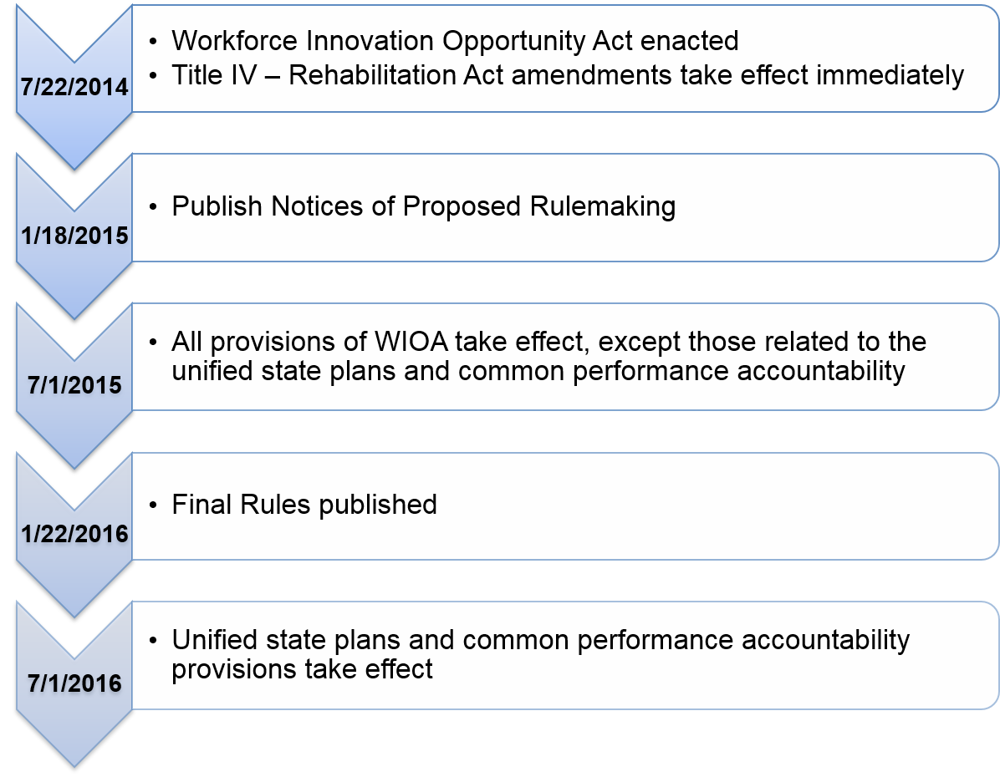 7/22/2014
• Workforce Innovation Opportunity Act enacted
• Title IV – Rehabilitation Act amendments take effect immediately
1/18/2015
• Publish Notices of Proposed Rulemaking
7/1/2015
• All provisions of WIOA take effect, except those related to the
unified state plans and common performance accountability
1/22/2016
• Final Rules published
7/1/2016
• Unified state plans and common performance accountability
provisions take effect